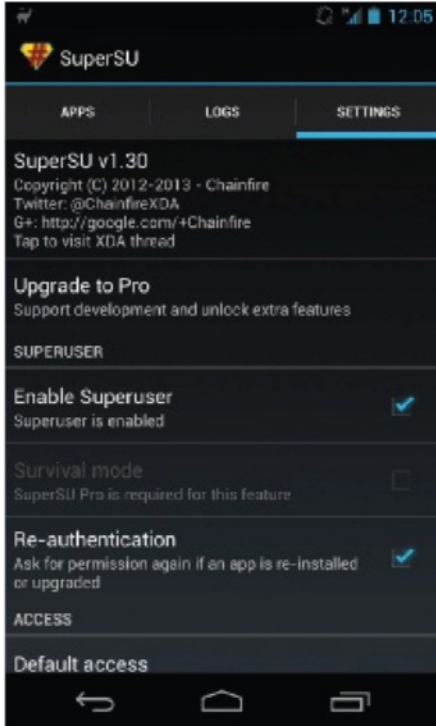 12:05
SuperSU
APPS LOGS SETTINGS
SuperSU v1.30
Copyright (C) 2012-2013 - Chainfire
Twitter: @ChainfireXDA
G+: http://google.com/+Chainfire
Tap to visit XDA thread
Upgrade to Pro
Support development and unlock extra features
SUPERUSER
Enable Superuser
Superuser is enabled
Survival mode
SuperSU Pro is required for this feature
Re-authentication
Ask for permission again if an app is re-installed
or upgraded
ACCESS
Default access